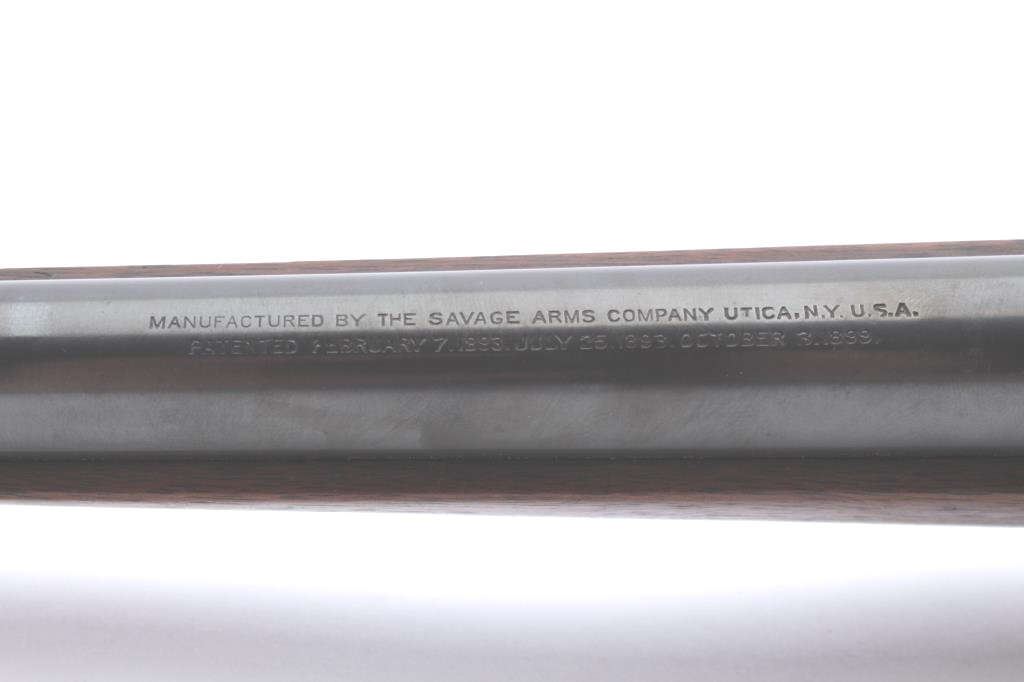 MANUFACTURED BY THE SAVAGE ARMS COMPANY UTICA, N.Y. U.S.A.
PATENTED FEBRUARY 7.1893. JULY 25.1893. OCTOBER 3.1899.